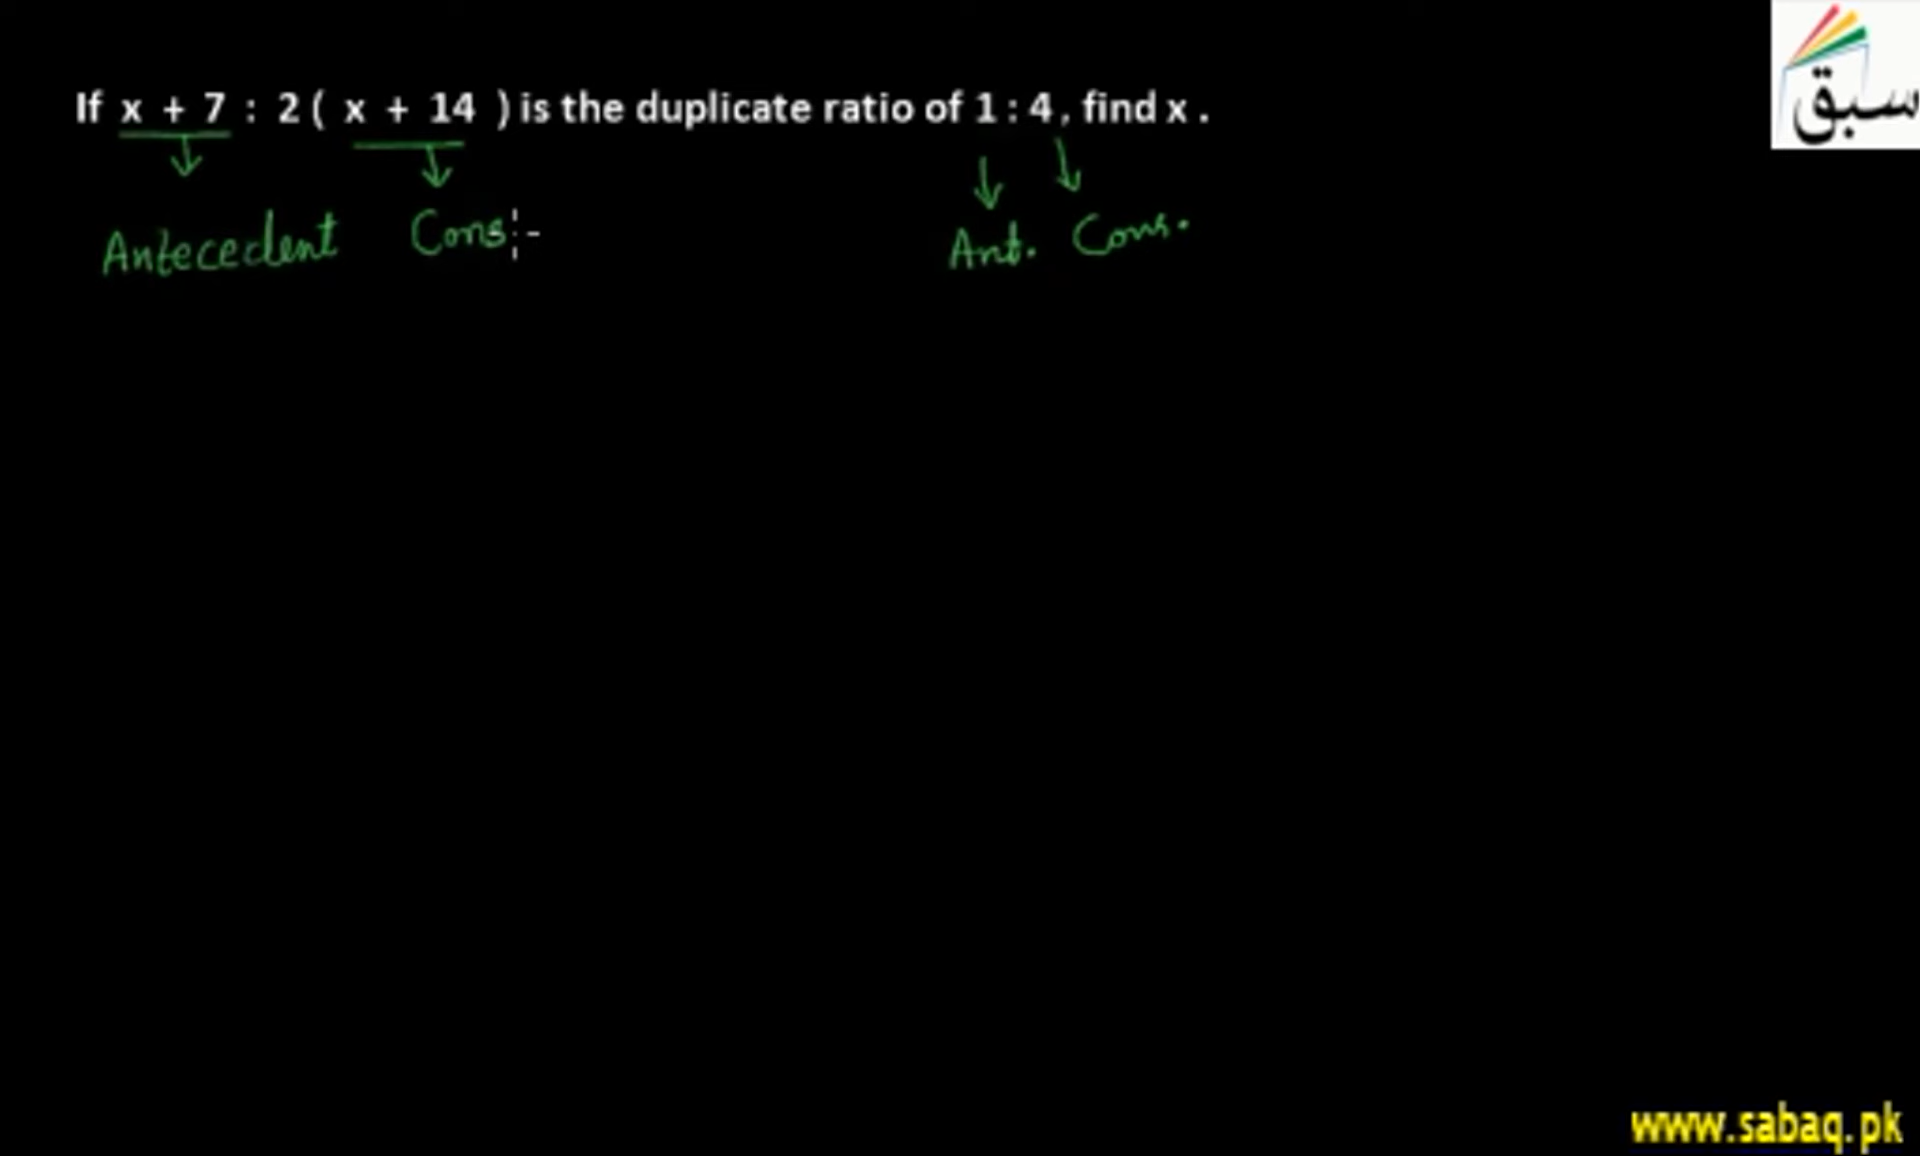 سبق
If x + 7 : 2 ( x + 14 ) is the duplicate ratio of 1 : 4 , find x .
Antecedent Cons. Ant. Cons.
www.sabaq.pk